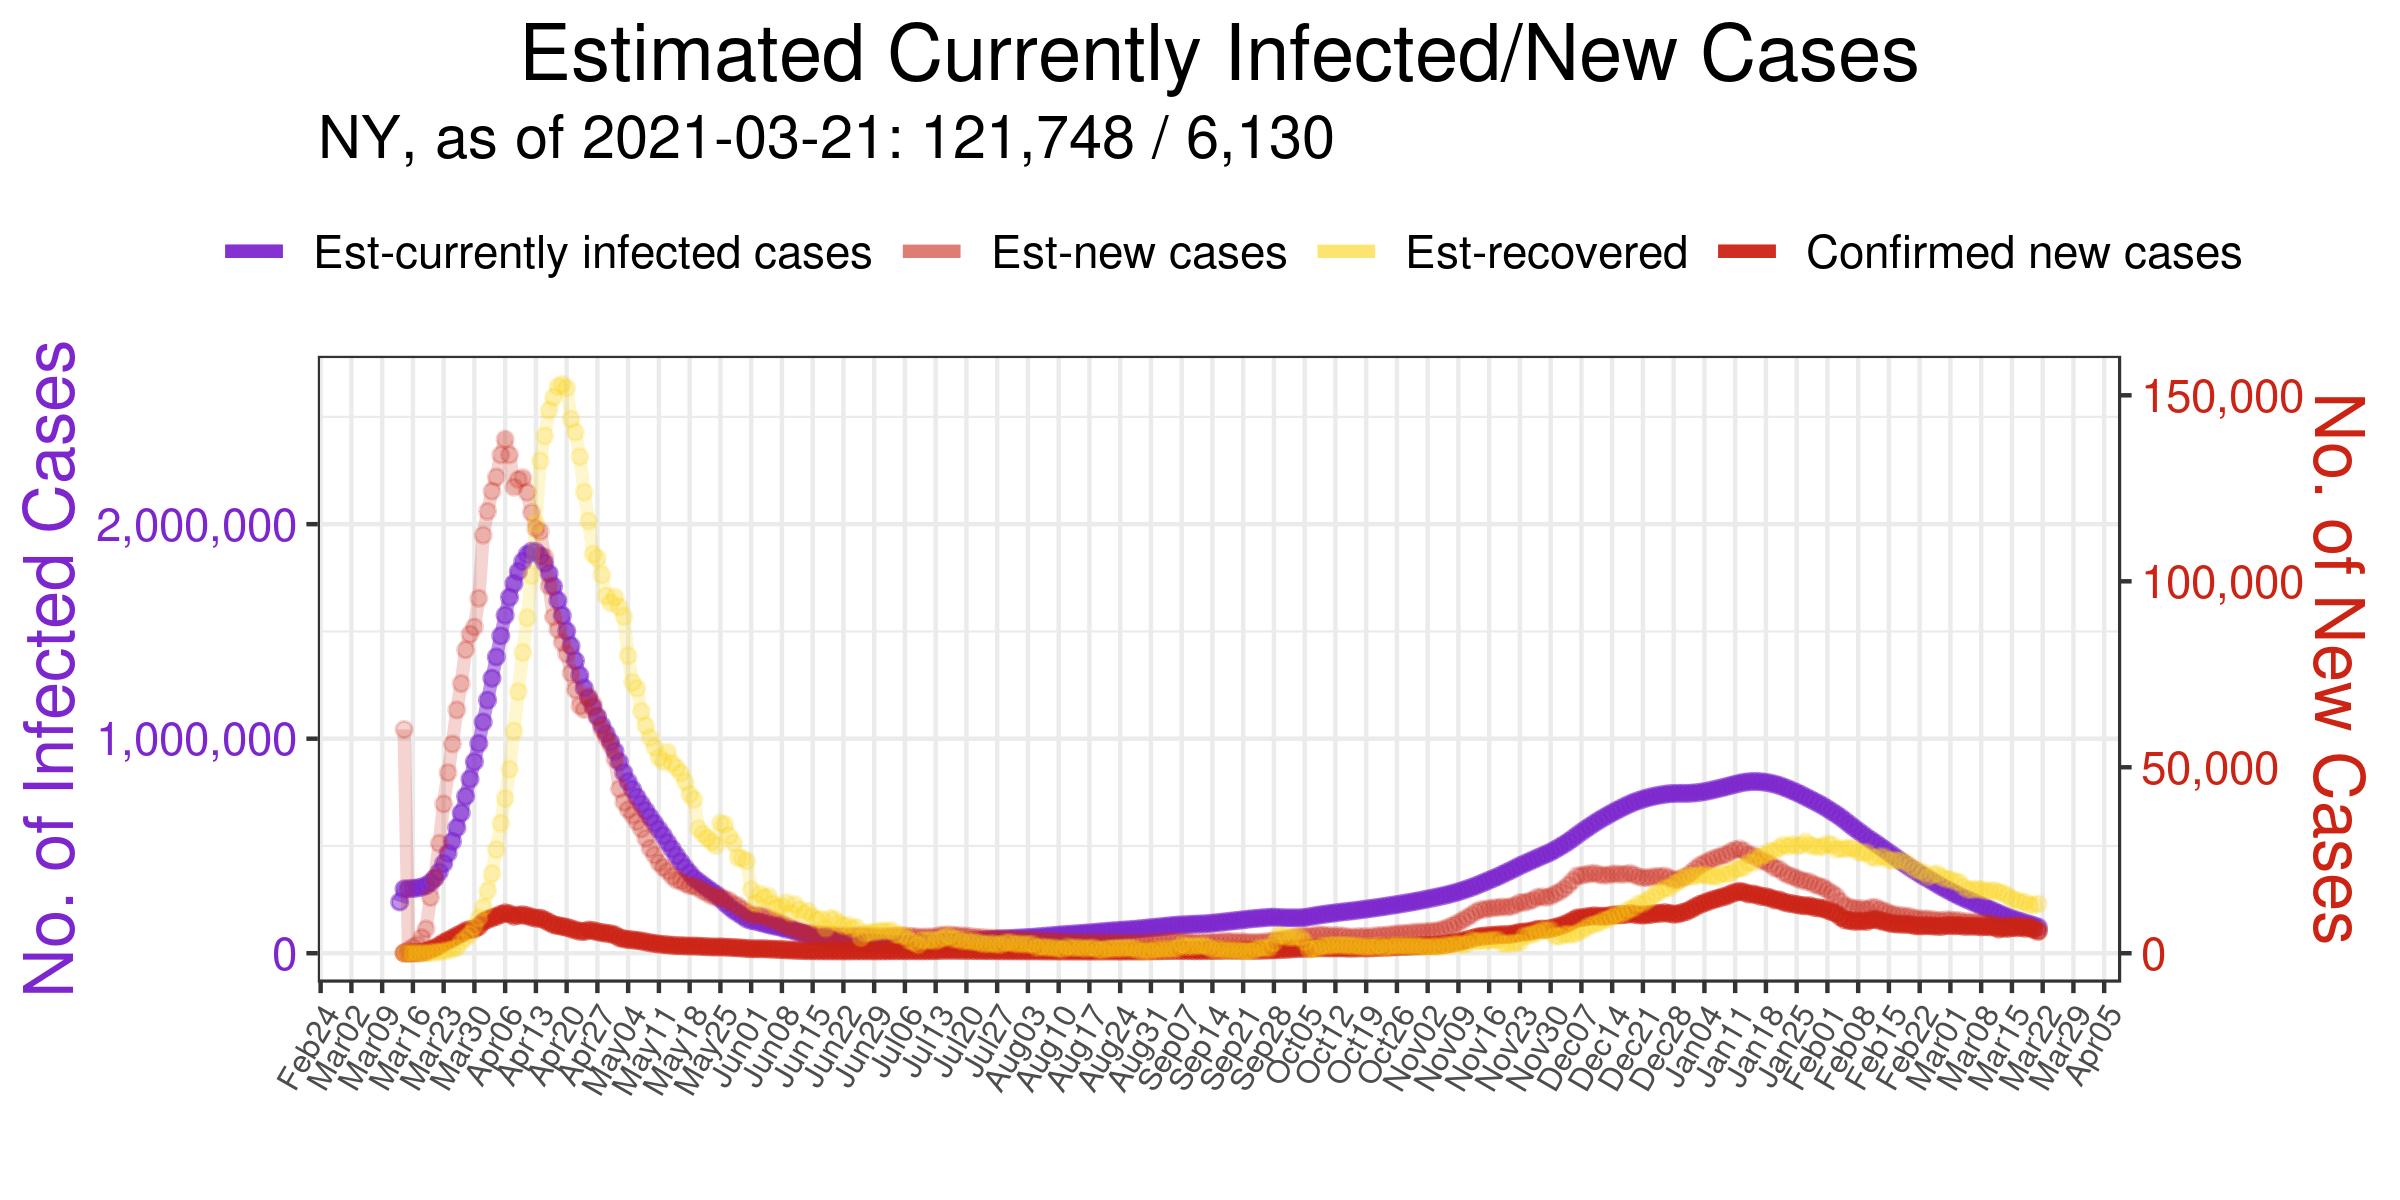 Estimated Currently Infected/New Cases
NY, as of 2021-03-21: 121,748 / 6,130
Est-currently infected cases Est-new cases Est-recovered Confirmed new cases
No. of Infected Cases
2,000,000
1,000,000
0
150,000
100,000
50,000
0
No. of New Cases
Feb24 Mar02 Mar09 Mar16 Mar23 Mar30 Apr06 Apr13 Apr20 Apr27 May04 May11 May18 May25 Jun01 Jun08 Jun15 Jun22 Jun29 Jul06 Jul13 Jul20 Jul27 Aug03 Aug10 Aug17 Aug24 Aug31 Sep07 Sep14 Sep21 Sep28 Oct05 Oct12 Oct19 Oct26 Nov02 Nov09 Nov16 Nov23 Nov30 Dec07 Dec14 Dec21 Dec28 Jan04 Jan11 Jan18 Jan25 Feb01 Feb08 Feb15 Feb22 Mar01 Mar08 Mar15 Mar22 Mar29 Apr05